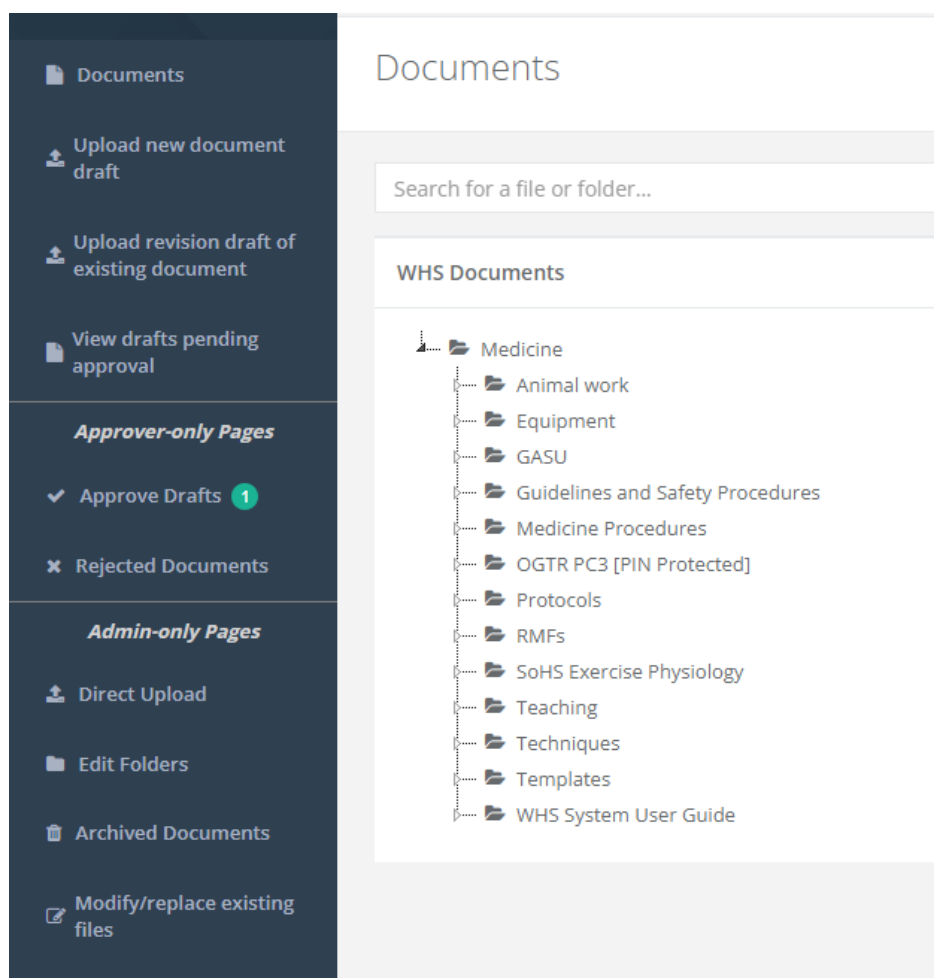 Documents
Upload new document
draft
Upload revision draft of
existing document
View drafts pending
approval
Approver-only Pages
Approve Drafts 1
Rejected Documents
Admin-only Pages
Direct Upload
Edit Folders
Archived Documents
Modify/replace existing
files
Documents
Search for a file or folder...
WHS Documents
Medicine
Animal work
Equipment
GASU
Guidelines and Safety Procedures
Medicine Procedures
OGTR PC3 [PIN Protected]
Protocols
RMFs
SoHS Exercise Physiology
Teaching
Techniques
Templates
WHS System User Guide